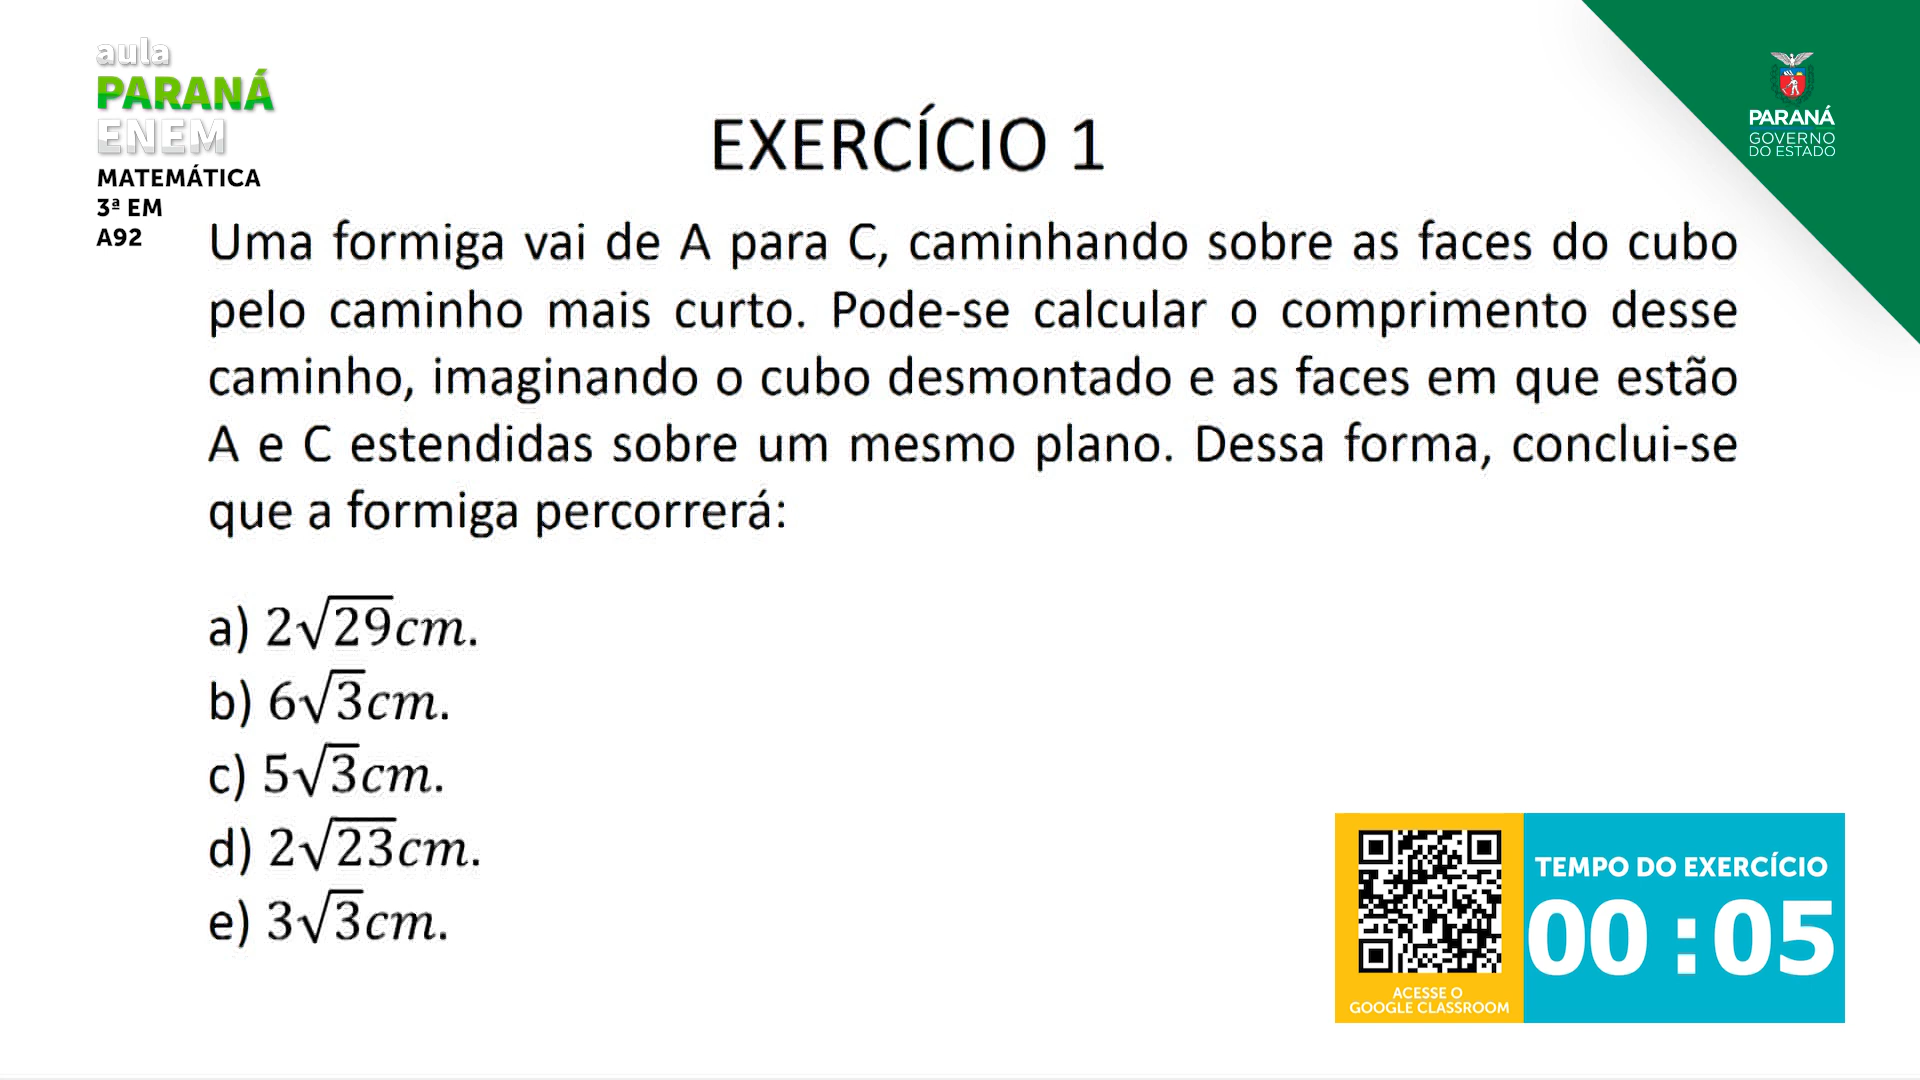 aula
PARANÁ
ENEM
MATEMÁTICA
3ª EM
A92
PARANÁ
GOVERNO
DO ESTADO
EXERCÍCIO 1
Uma formiga vai de A para C, caminhando sobre as faces do cubo
pelo caminho mais curto. Pode-se calcular o comprimento desse
caminho, imaginando o cubo desmontado e as faces em que estão
A e C estendidas sobre um mesmo plano. Dessa forma, conclui-se
que a formiga percorrerá:
a) 2√29cm.
b) 6√3cm.
c) 5√3cm.
d) 2√23cm.
e) 3√3cm.
ACESSE O
GOOGLE CLASSROOM
TEMPO DO EXERCÍCIO
00 : 05